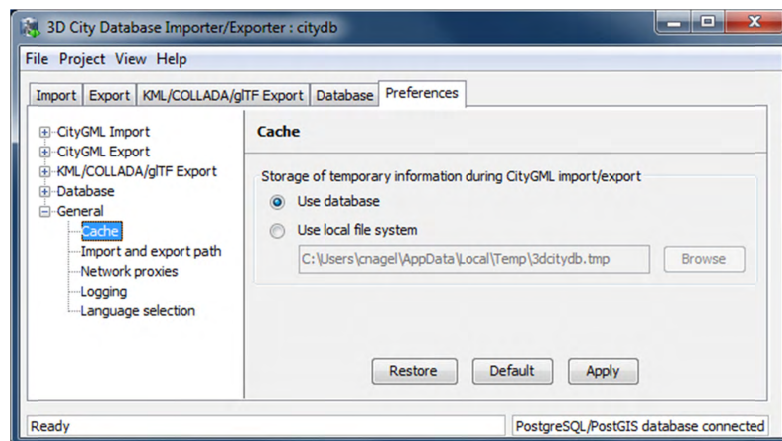 3D City Database Importer/Exporter : citydb
File Project View Help
Import Export KML/COLLADA/glTF Export Database Preferences
CityGML Import
CityGML Export
KML/COLLADA/glTF Export
Database
General
Cache
Import and export path
Network proxies
Logging
Language selection
Cache
Storage of temporary information during CityGML import/export
Use database
Use local file system
C:\Users\cnagel\AppData\Local\Temp\3dcitydb.tmp Browse
Restore Default Apply
Ready PostgreSQL/PostGIS database connected